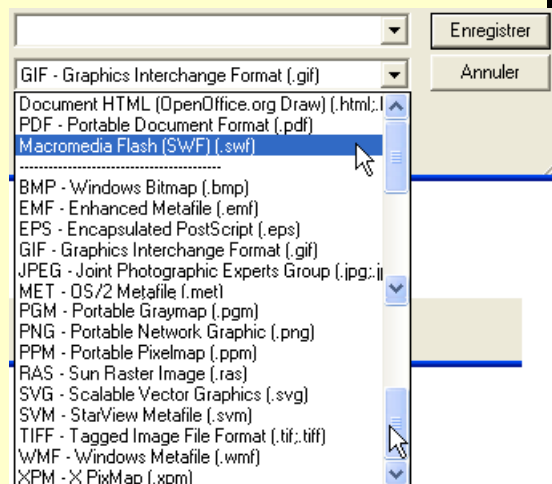 Enregistrer
GIF - Graphics Interchange Format (.gif)
Annuler
Document HTML (OpenOffice.org Draw) (.html;.
PDF - Portable Document Format (.pdf)
Macromedia Flash (SWF) (.swf)
----------------------------------------
BMP - Windows Bitmap (.bmp)
EMF - Enhanced Metafile (.emf)
EPS - Encapsulated PostScript (.eps)
GIF - Graphics Interchange Format (.gif)
JPEG - Joint Photographic Experts Group (.jpg;.j
MET - OS/2 Metafile (.met)
PGM - Portable Graymap (.pgm)
PNG - Portable Network Graphic (.png)
PPM - Portable Pixelmap (.ppm)
RAS - Sun Raster Image (.ras)
SVG - Scalable Vector Graphics (.svg)
SVM - StarView Metafile (.svm)
TIFF - Tagged Image File Format (.tif;.tiff)
WMF - Windows Metafile (.wmf)
XPM - X PixMap (.xpm)